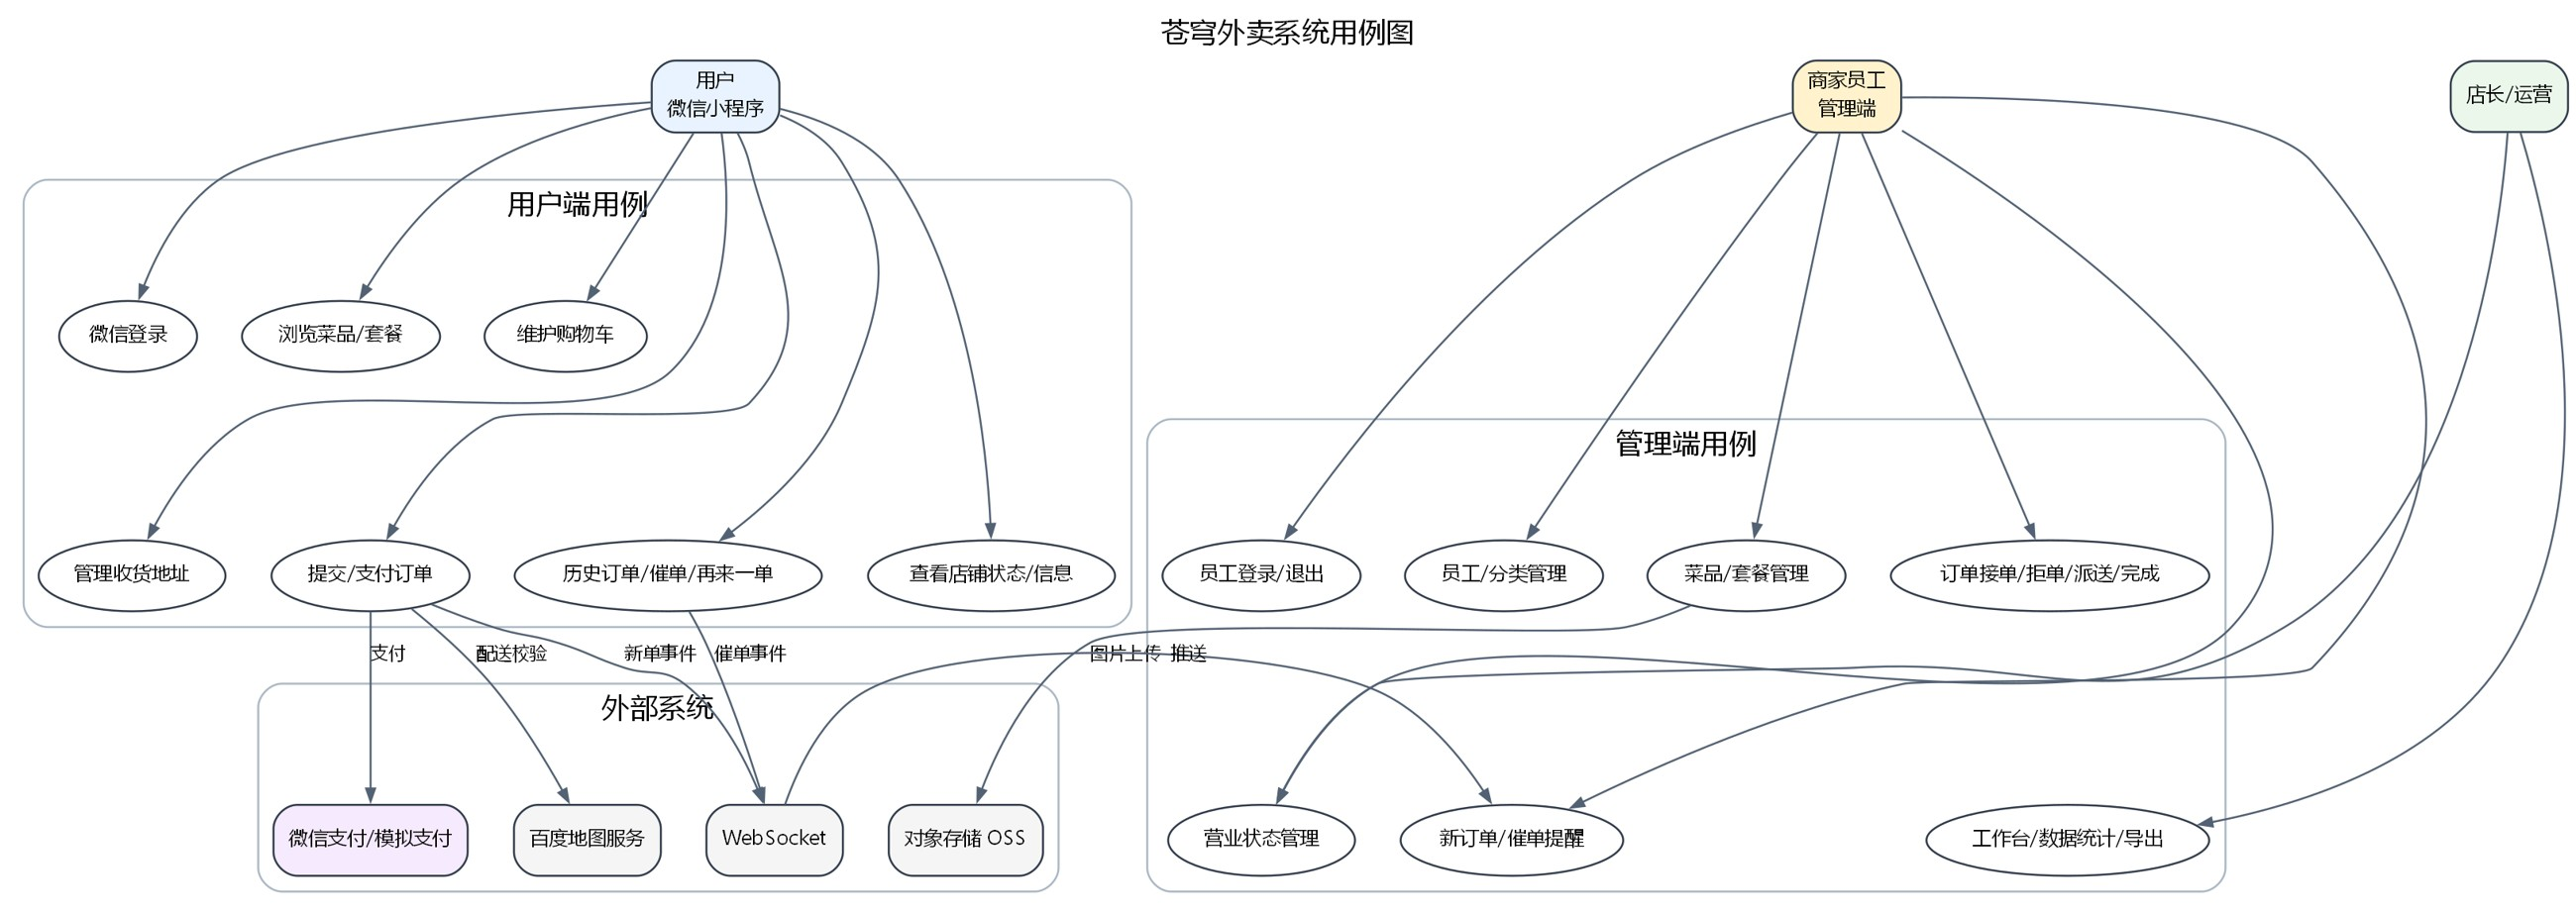 苍穹外卖系统用例图
用户
微信小程序
商家员工
管理端
店长/运营
用户端用例
微信登录
浏览菜品/套餐
维护购物车
管理端用例
管理收货地址
提交/支付订单
历史订单/催单/再来一单
查看店铺状态/信息
员工登录/退出
员工/分类管理
菜品/套餐管理
订单接单/拒单/派送/完成
支付
配送校验
新单事件
催单事件
图片上传
推送
外部系统
微信支付/模拟支付
百度地图服务
WebSocket
对象存储 OSS
营业状态管理
新订单/催单提醒
工作台/数据统计/导出